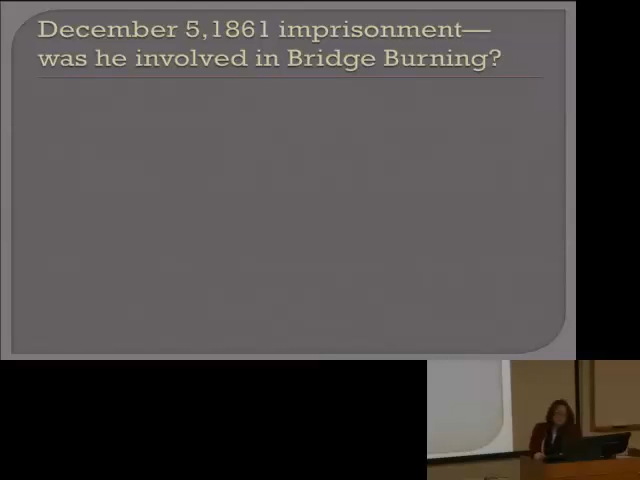 December 5,1861 imprisonment—
was he involved in Bridge Burning?